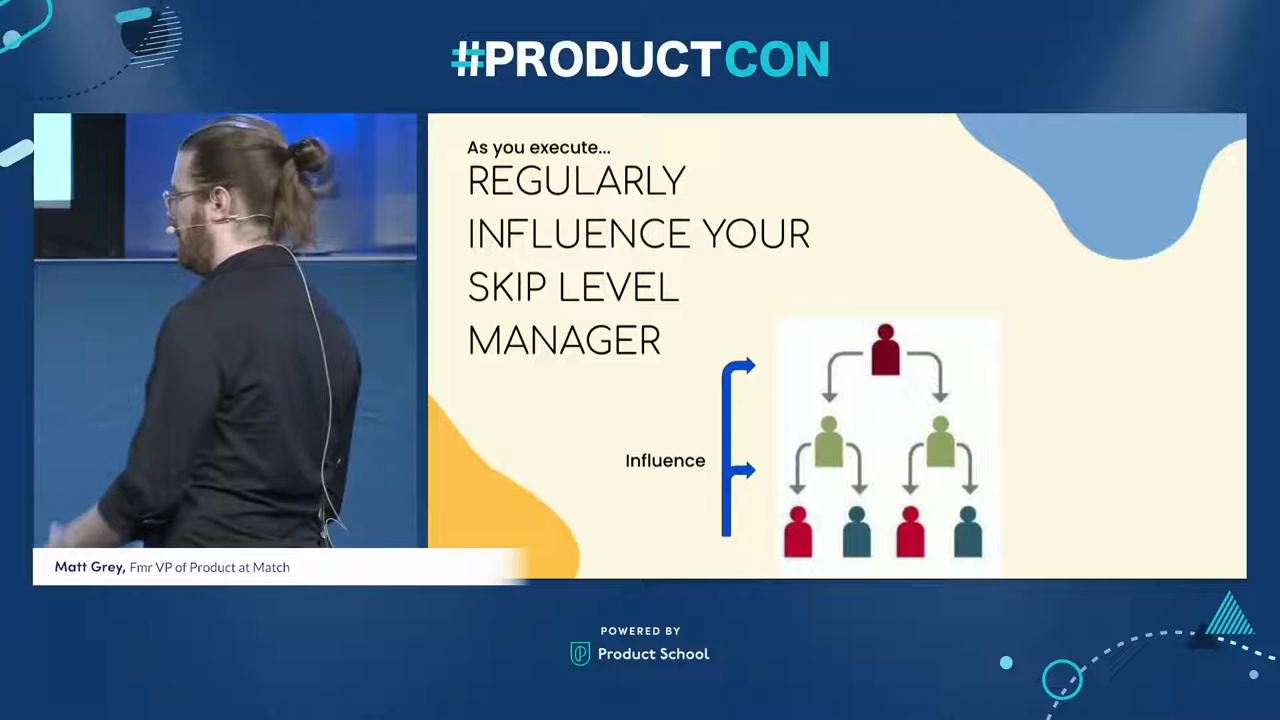 #PRODUCTCON
As you execute...
REGULARLY
INFLUENCE YOUR
SKIP LEVEL
MANAGER
Influence
Matt Grey, Fmr VP of Product at Match
POWERED BY
Product School